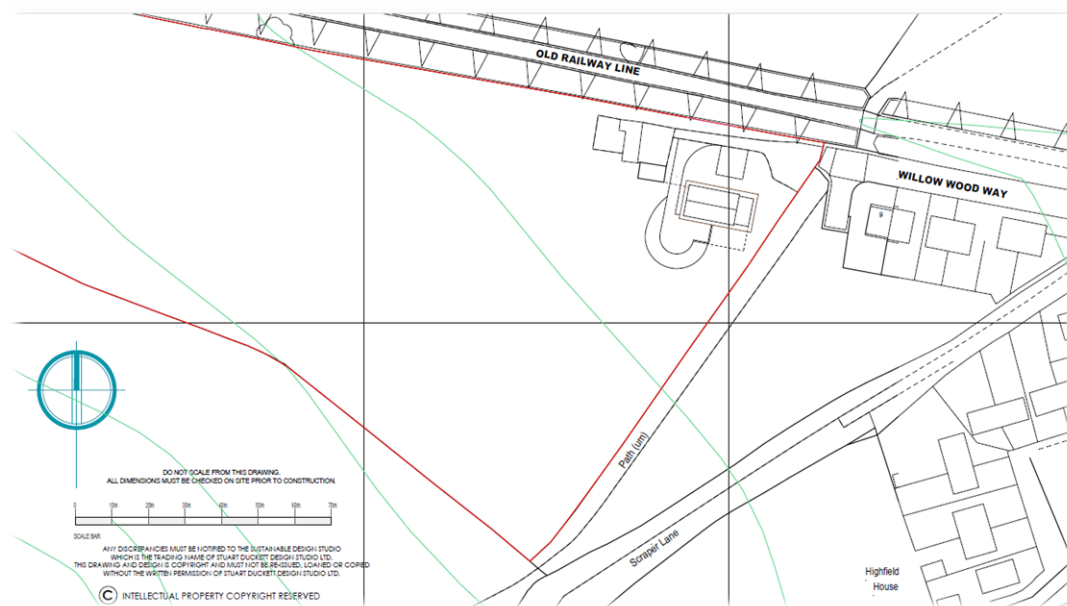 OLD RAILWAY LINE
WILLOW WOOD WAY
9
Path (um)
Scraper Lane
Highfield
House
DO NOT SCALE FROM THIS DRAWING.
ALL DIMENSIONS MUST BE CHECKED ON SITE PRIOR TO CONSTRUCTION.
0 10m 20m 30m 40m 50m 60m 70m
SCALE BAR
ANY DISCREPANCIES MUST BE NOTIFIED TO THE SUSTAINABLE DESIGN STUDIO
WHICH IS THE TRADING NAME OF STUART DUCKETT DESIGN STUDIO LTD.
THIS DRAWING AND DESIGN IS COPYRIGHT AND MUST NOT BE RE-ISSUED, LOANED OR COPIED
WITHOUT THE WRITTEN PERMISSION OF STUART DUCKETT DESIGN STUDIO LTD.
© INTELLECTUAL PROPERTY COPYRIGHT RESERVED